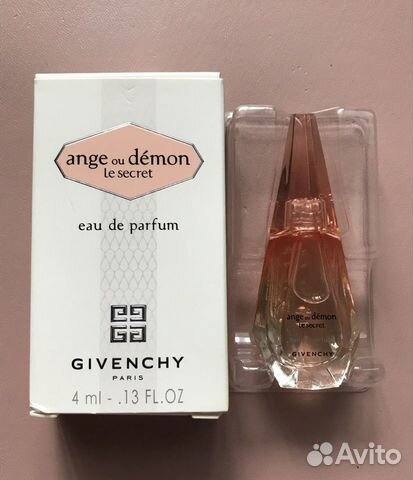 ange ou démon
le secret
eau de parfum
GIVENCHY
PARIS
4 ml - .13 FL.OZ
ange ou démon
le secret
GIVENCHY
Avito